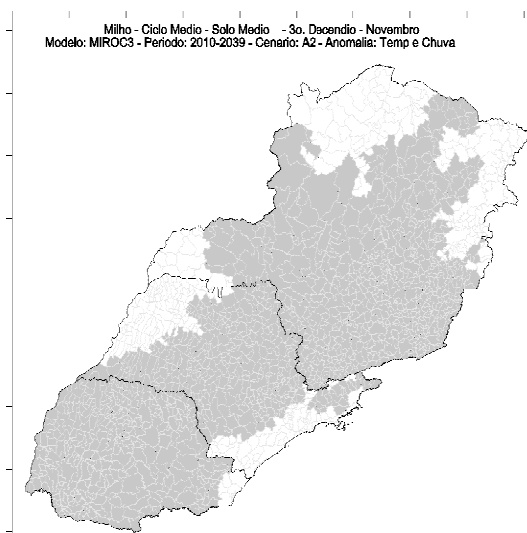 Milho - Ciclo Medio - Solo Medio - 3o. Decendio - Novembro
Modelo: MIROC3 - Periodo: 2010-2039 - Cenario: A2 - Anomalia: Temp e Chuva